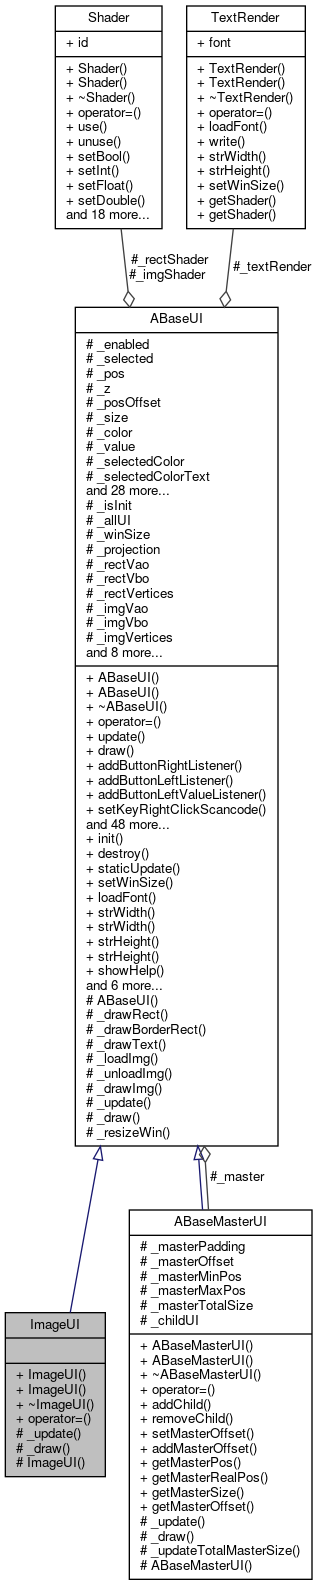 Shader
+ id
+ Shader()
+ Shader()
+ ~Shader()
+ operator=()
+ use()
+ unuse()
+ setBool()
+ setInt()
+ setFloat()
+ setDouble()
and 18 more...
TextRender
+ font
+ TextRender()
+ TextRender()
+ ~TextRender()
+ operator=()
+ loadFont()
+ write()
+ strWidth()
+ strHeight()
+ setWinSize()
+ getShader()
+ getShader()
#_rectShader
#_imgShader
#_textRender
ABaseUI
# _enabled
# _selected
# _pos
# _z
# _posOffset
# _size
# _color
# _value
# _selectedColor
# _selectedColorText
and 28 more...
# _isInit
# _allUI
# _winSize
# _projection
# _rectVao
# _rectVbo
# _rectVertices
# _imgVao
# _imgVbo
# _imgVertices
and 8 more...
+ ABaseUI()
+ ABaseUI()
+ ~ABaseUI()
+ operator=()
+ update()
+ draw()
+ addButtonRightListener()
+ addButtonLeftListener()
+ addButtonLeftValueListener()
+ setKeyRightClickScancode()
and 48 more...
+ init()
+ destroy()
+ staticUpdate()
+ setWinSize()
+ loadFont()
+ strWidth()
+ strWidth()
+ strHeight()
+ strHeight()
+ showHelp()
and 6 more...
# ABaseUI()
# _drawRect()
# _drawBorderRect()
# _drawText()
# _loadImg()
# _unloadImg()
# _drawImg()
# _update()
# _draw()
# _resizeWin()
#_master
ImageUI
+ ImageUI()
+ ImageUI()
+ ~ImageUI()
+ operator=()
# _update()
# _draw()
# ImageUI()
ABaseMasterUI
# _masterPadding
# _masterOffset
# _masterMinPos
# _masterMaxPos
# _masterTotalSize
# _childUI
+ ABaseMasterUI()
+ ABaseMasterUI()
+ ~ABaseMasterUI()
+ operator=()
+ addChild()
+ removeChild()
+ setMasterOffset()
+ addMasterOffset()
+ getMasterPos()
+ getMasterRealPos()
+ getMasterSize()
+ getMasterOffset()
# _update()
# _draw()
# _updateTotalMasterSize()
# ABaseMasterUI()